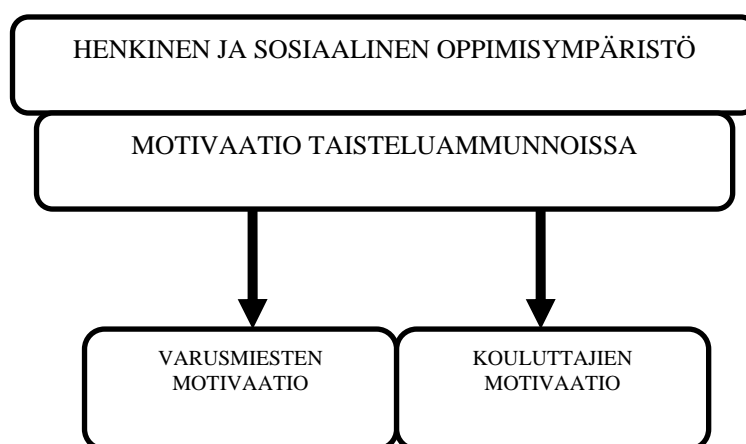 HENKINEN JA SOSIAALINEN OPPIMISYMPÄRISTÖ
MOTIVAATIO TAISTELUAMMUNNOISSA
VARUSMIESTEN
MOTIVAATIO
KOULUTTAJIEN
MOTIVAATIO